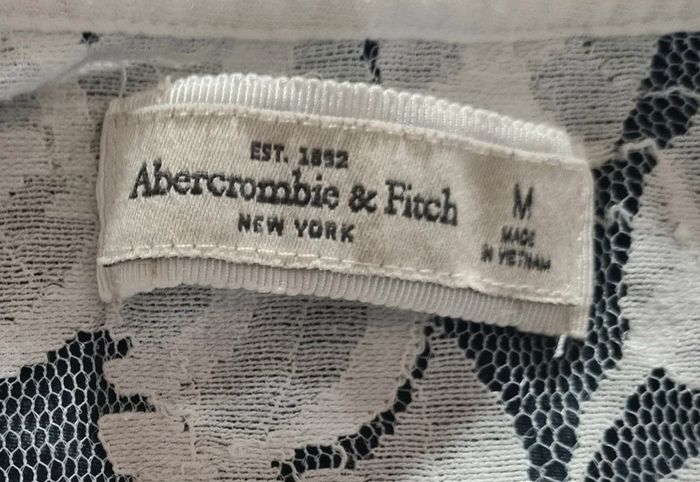 EST. 1892
Abercrombie & Fitch
NEW YORK
M
MADE
IN VIETNAM